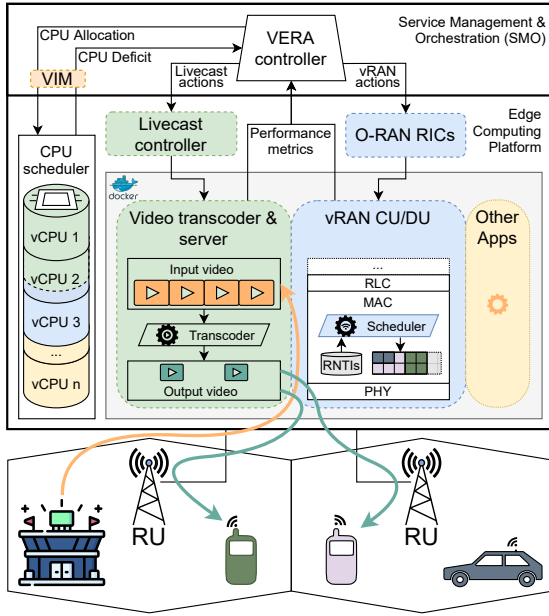 CPU Allocation
CPU Deficit
VERA
controller
Service Management &
Orchestration (SMO)
VIM
Livecast
actions
vRAN
actions
Edge
Computing
Platform
CPU
scheduler
Livecast
controller
Performance
metrics
O-RAN RICs
docker
vCPU 1
vCPU 2
vCPU 3
...
vCPU n
Video transcoder &
server
Input video
Transcoder
Output video
vRAN CU/DU
...
RLC
MAC
Scheduler
RNTIs
PHY
Other
Apps
RU
RU